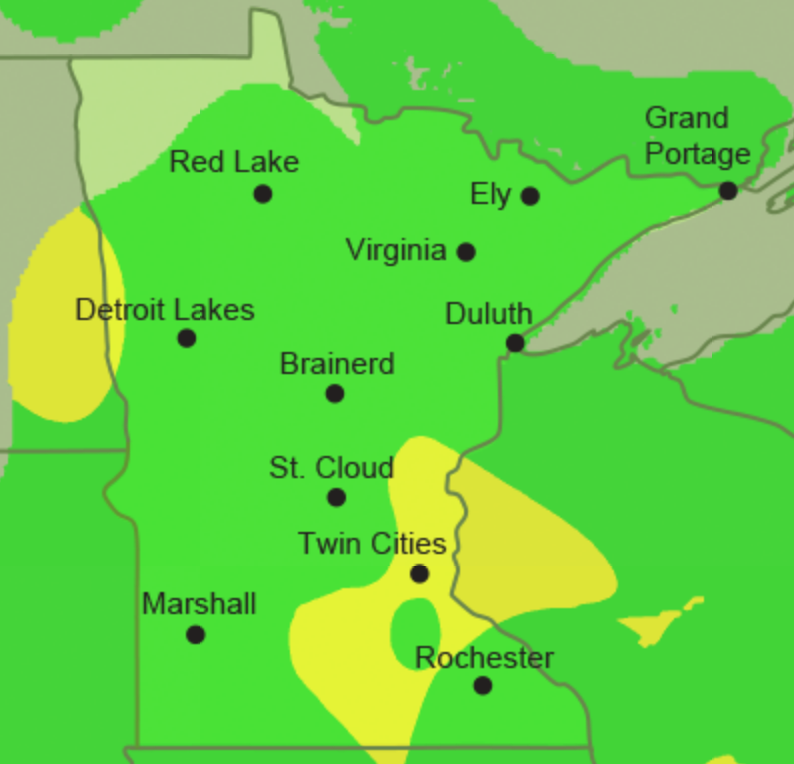 Grand
Portage
Red Lake
Ely
Virginia
Detroit Lakes
Duluth
Brainerd
St. Cloud
Twin Cities
Marshall
Rochester